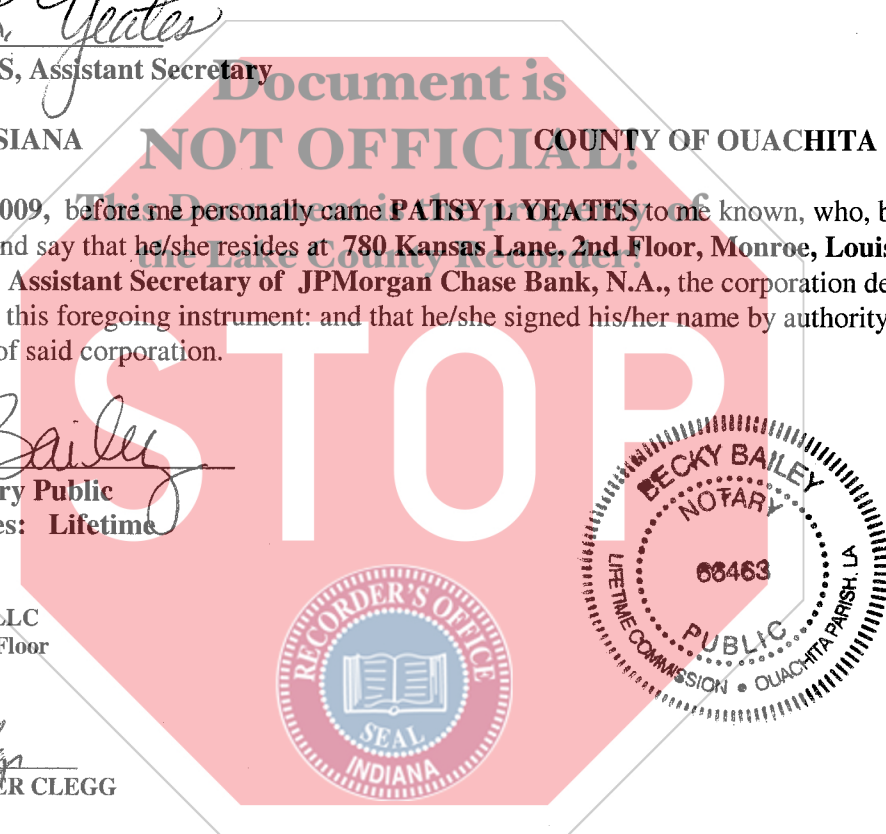 Yeates
S, Assistant Secretary
Document is
NOT OFFICIAL!
This Document is the property of
the Lake County Recorder!
SIANA COUNTY OF OUACHITA
009, before me personally came PATSY L YEATES to me known, who, b
nd say that he/she resides at 780 Kansas Lane, 2nd Floor, Monroe, Louis
Assistant Secretary of JPMorgan Chase Bank, N.A., the corporation de
this foregoing instrument: and that he/she signed his/her name by authority
of said corporation.
STOP
Bailey
ry Public
es: Lifetime
BECKY BAILEY
NOTARY
66463
PUBLIC
LIFETIME COMMISSION • OUACHITA PARISH, LA
LLC
Floor
RECORDER'S OFFICE
SEAL
INDIANA
ER CLEGG